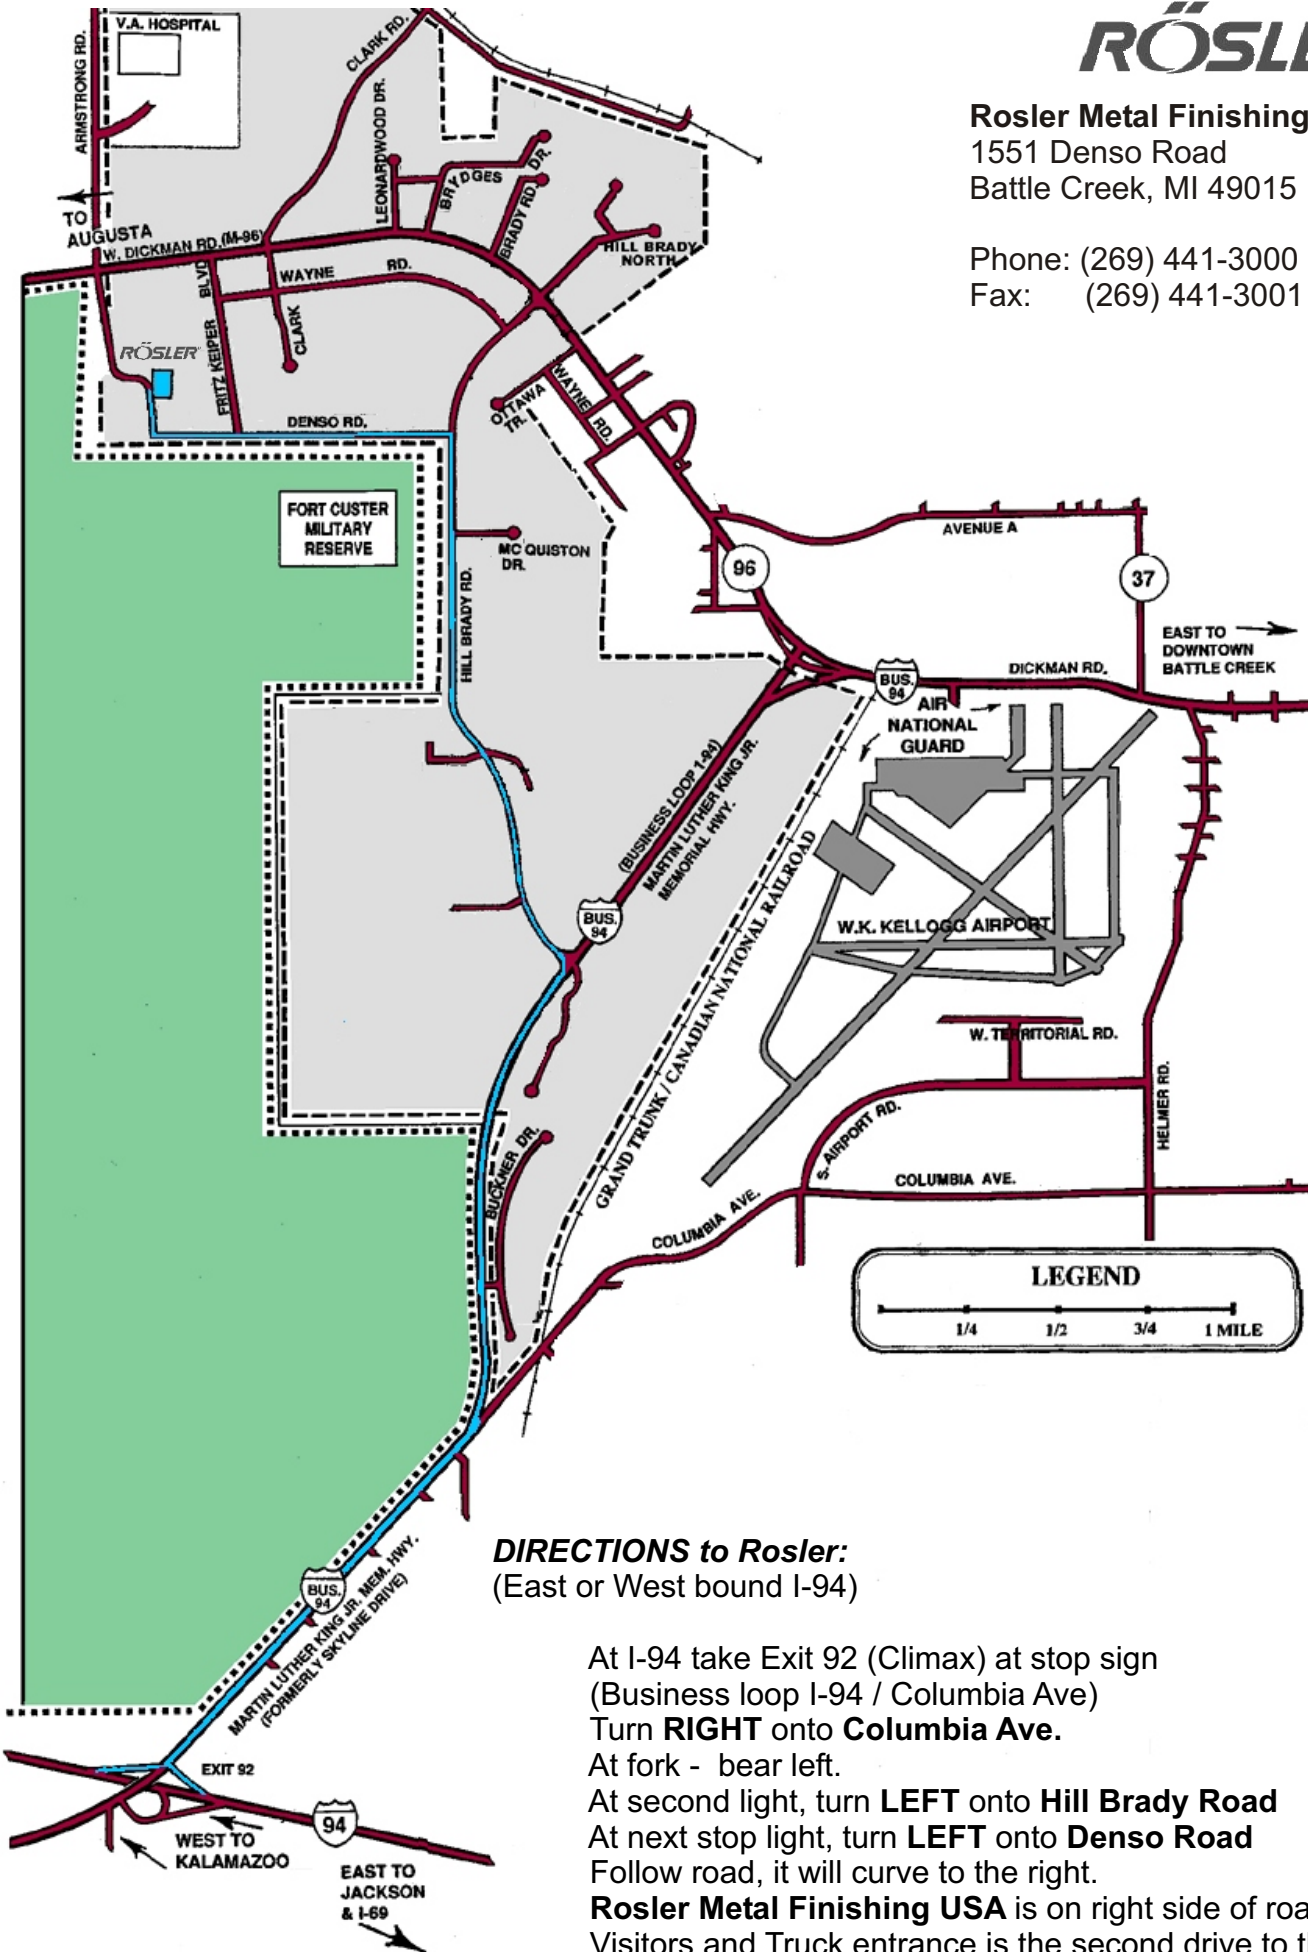 V.A. HOSPITAL
ARMSTRONG RD.
CLARK RD.
LEONARDWOOD DR.
BRYDGES DR.
BRADY RD.
HILL BRADY
NORTH
TO
AUGUSTA
W. DICKMAN RD. (M-96)
WAYNE RD.
FRITZ KEIPER BLVD
CLARK
RÖSLER
DENSO RD.
OTTAWA
TR.
WAYNE RD.
FORT CUSTER
MILITARY
RESERVE
MC QUISTON
DR.
HILL BRADY RD.
96
AVENUE A
37
EAST TO
DOWNTOWN
BATTLE CREEK
DICKMAN RD.
BUS.
94
AIR
NATIONAL
GUARD
(BUSINESS LOOP 1-94)
MARTIN LUTHER KING JR.
MEMORIAL HWY.
BUS.
94
GRAND TRUNK / CANADIAN NATIONAL RAILROAD
W.K. KELLOGG AIRPORT
W. TERRITORIAL RD.
S. AIRPORT RD.
HELMER RD.
COLUMBIA AVE.
COLUMBIA AVE.
BUCKNER DR.
LEGEND
1/4 1/2 3/4 1 MILE
BUS.
94
MARTIN LUTHER KING JR. MEM. HWY.
(FORMERLY SKYLINE DRIVE)
EXIT 92
94
WEST TO
KALAMAZOO
EAST TO
JACKSON
& I-69
Rosler Metal Finishing
1551 Denso Road
Battle Creek, MI 49015
Phone: (269) 441-3000
Fax: (269) 441-3001
DIRECTIONS to Rosler:
(East or West bound I-94)
At I-94 take Exit 92 (Climax) at stop sign
(Business loop I-94 / Columbia Ave)
Turn RIGHT onto Columbia Ave.
At fork - bear left.
At second light, turn LEFT onto Hill Brady Road
At next stop light, turn LEFT onto Denso Road
Follow road, it will curve to the right.
Rosler Metal Finishing USA is on right side of
Visitors and Truck entrance is the second drive to